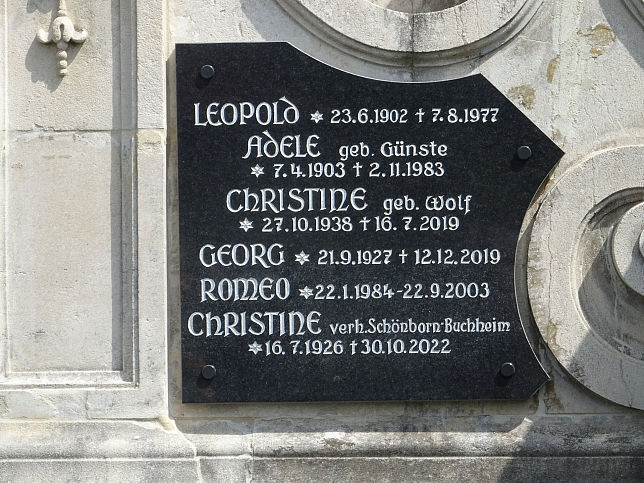 LEOPOLD * 23.6.1902 † 7.8.1977
ADELE geb. Günste
* 7.4.1903 † 2.11.1983
CHRISTINE geb. Wolf
* 27.10.1938 † 16.7.2019
GEORG * 21.9.1927 † 12.12.2019
ROMEO *22.1.1984-22.9.2003
CHRISTINE verh.Schönborn-Buchheim
*16.7.1926 † 30.10.2022